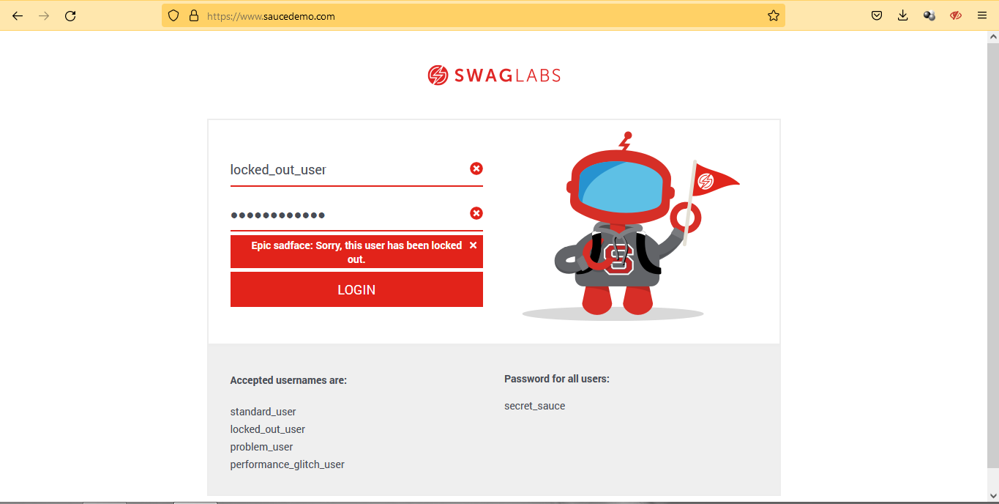 https://www.saucedemo.com
SWAGLABS
locked_out_user
Epic sadface: Sorry, this user has been locked
out.
LOGIN
Accepted usernames are:
standard_user
locked_out_user
problem_user
performance_glitch_user
Password for all users:
secret_sauce